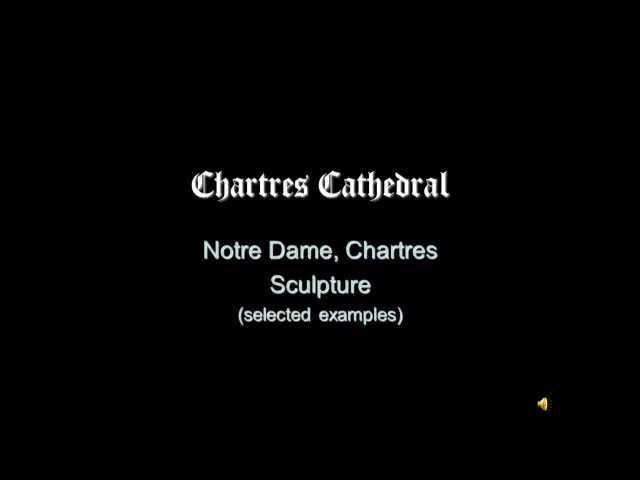 Chartres Cathedral
Notre Dame, Chartres
Sculpture
(selected examples)